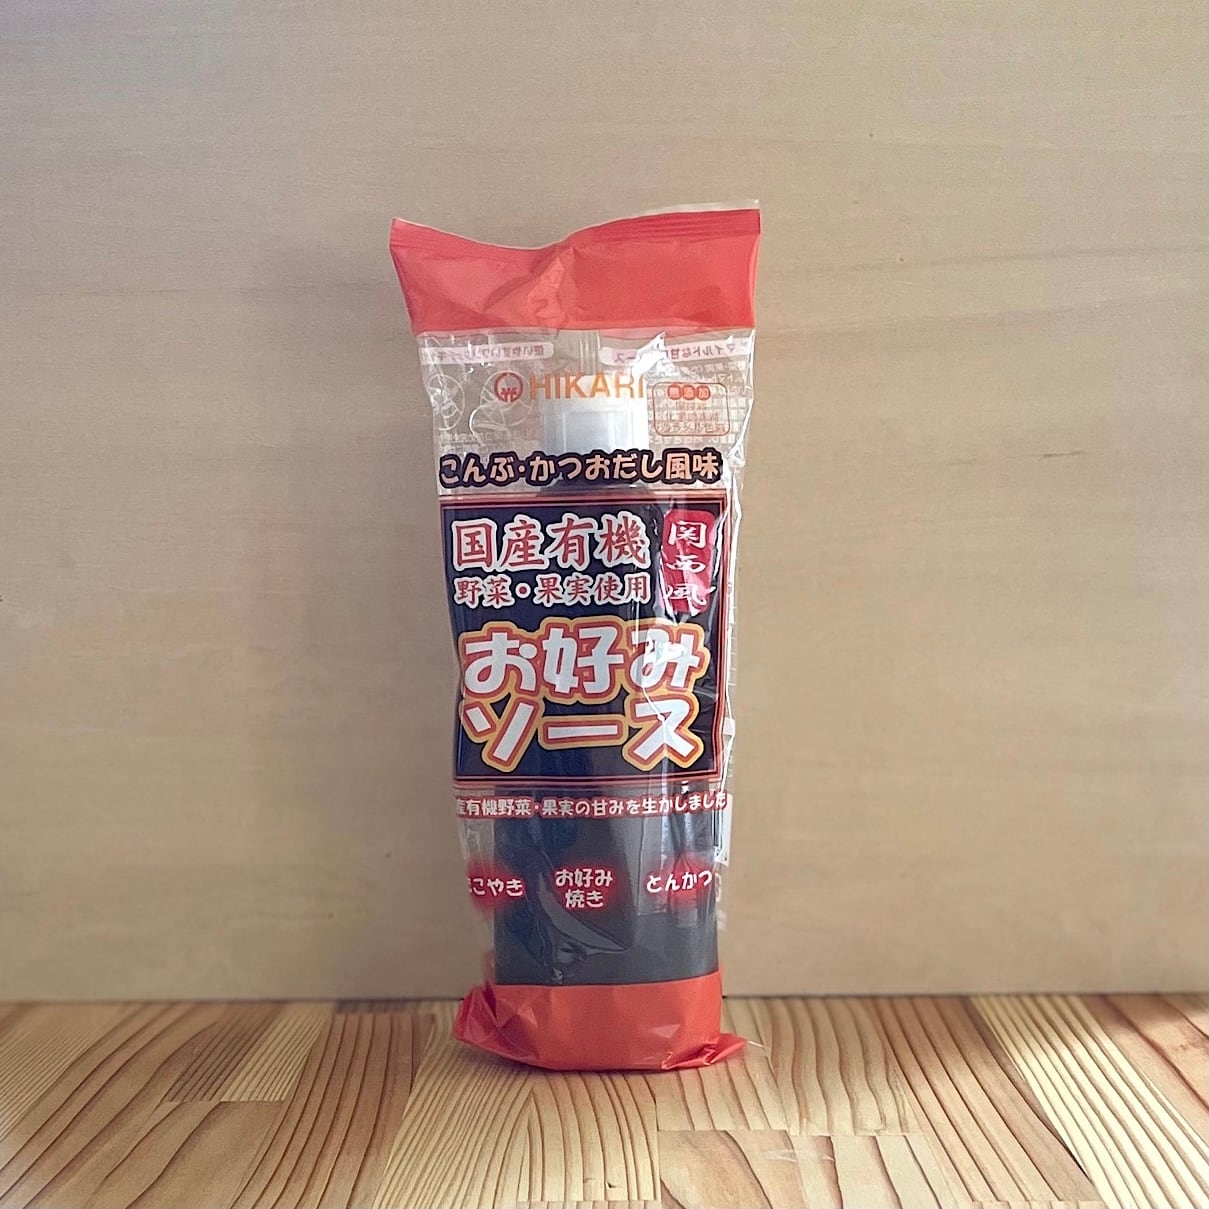 HIKARI
無添加
こんぶ・かつおだし風味
国産有機
野菜・果実使用
関西風
お好み
ソース
産有機野菜・果実の甘みを生かしました
こやき
お好み
焼き
とんかつ